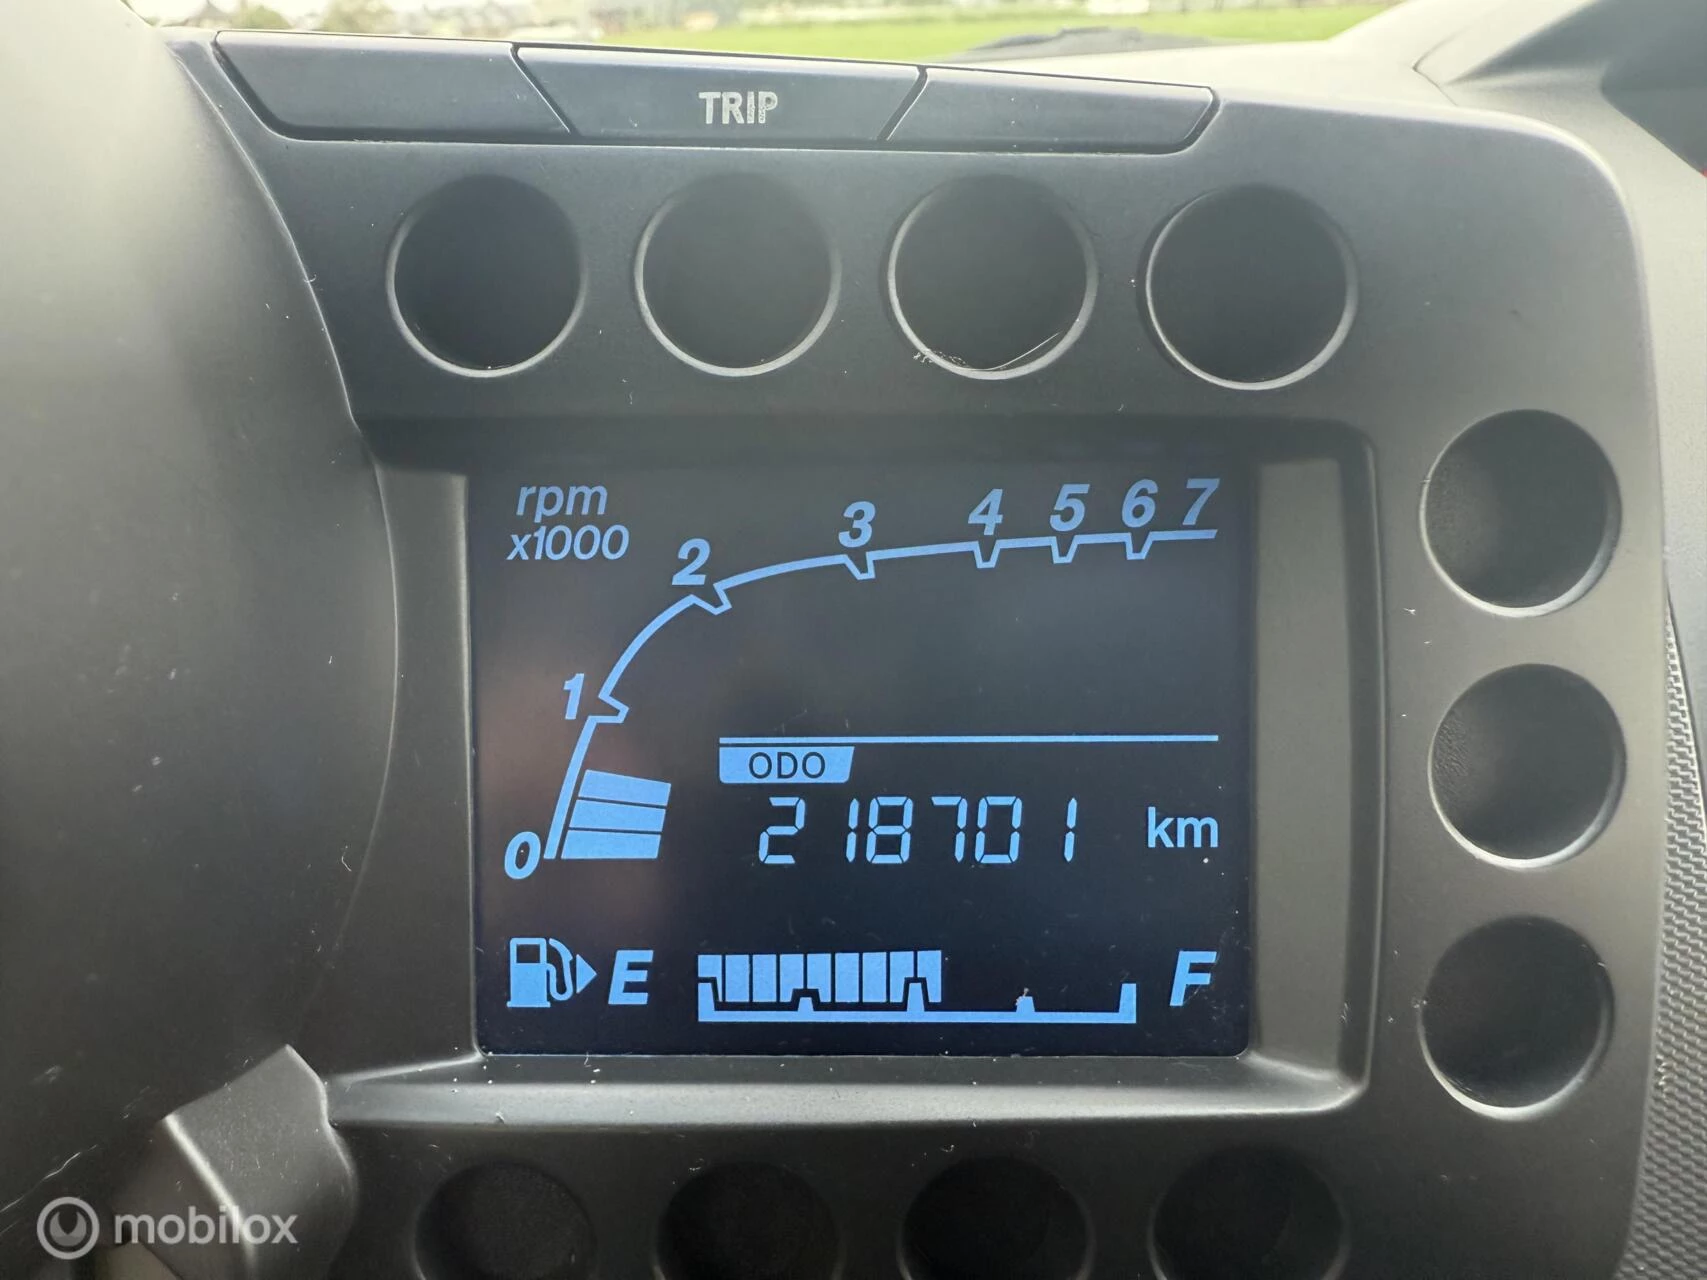 TRIP
rpm
x1000
0 1 2 3 4 5 6 7
ODO
218701 km
E F
mobilox